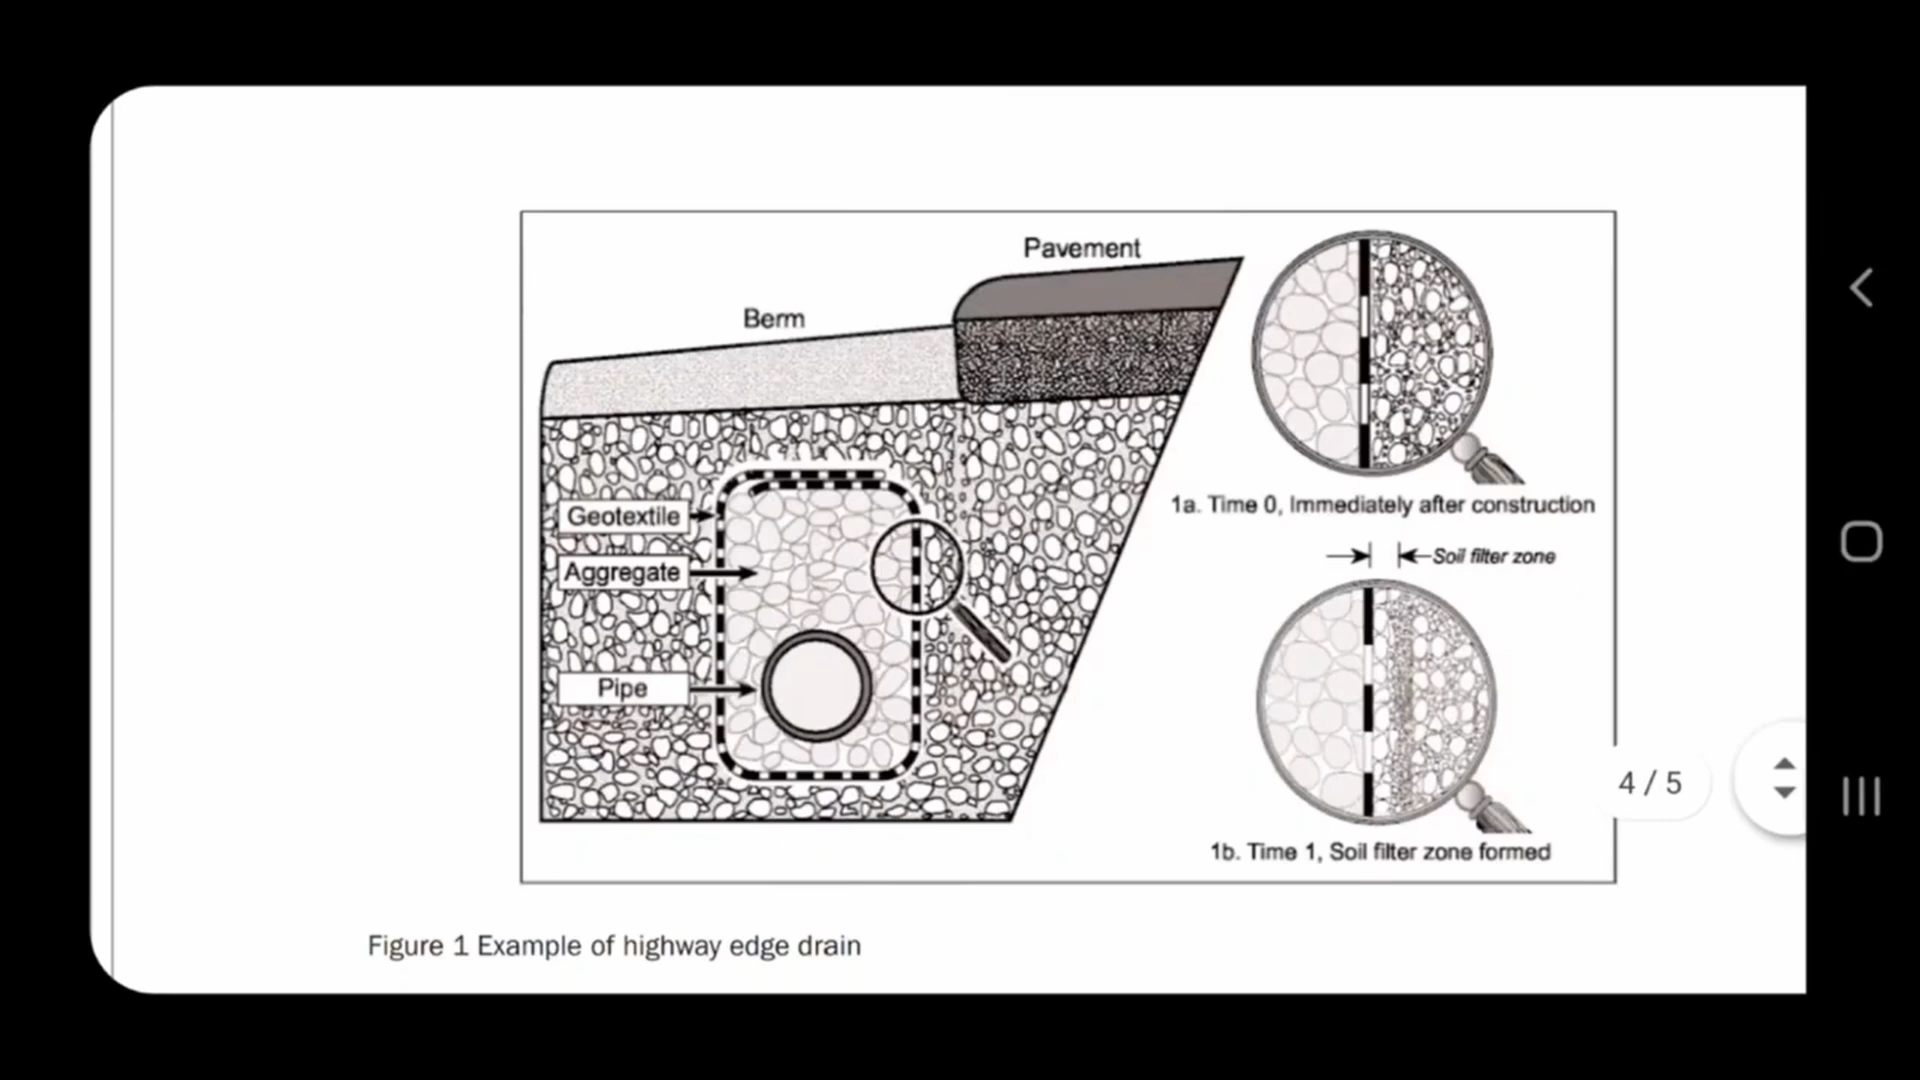 Pavement
Berm
Geotextile
Aggregate
Pipe
1a. Time 0, Immediately after construction
Soil filter zone
1b. Time 1, Soil filter zone formed
4 / 5
Figure 1 Example of highway edge drain